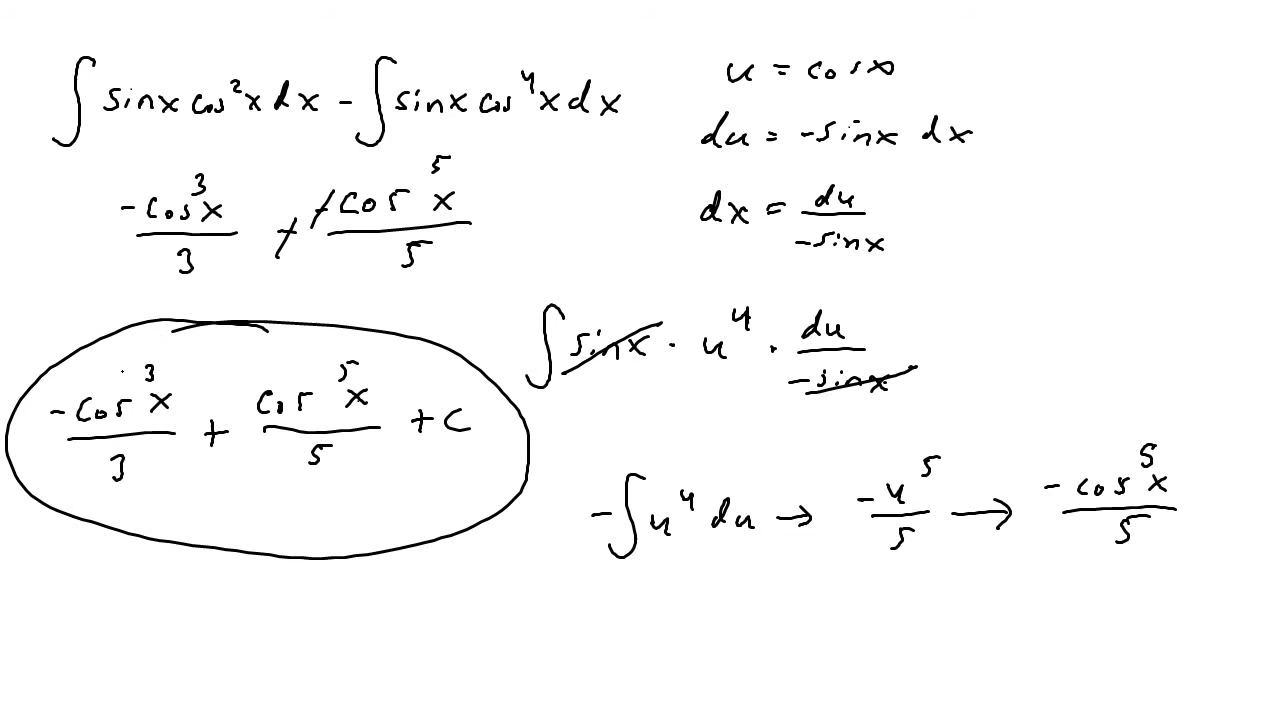 ∫ sinx cos²x dx - ∫ sinx cos⁴x dx
u = cosx
du = -sinx dx
-cos³x/3 + cos⁵x/5
dx = du/-sinx
∫ sinx · u⁴ · du/-sinx
-cos³x/3 + cos⁵x/5 + C
-∫ u⁴ du → -u⁵/5 → -cos⁵x/5